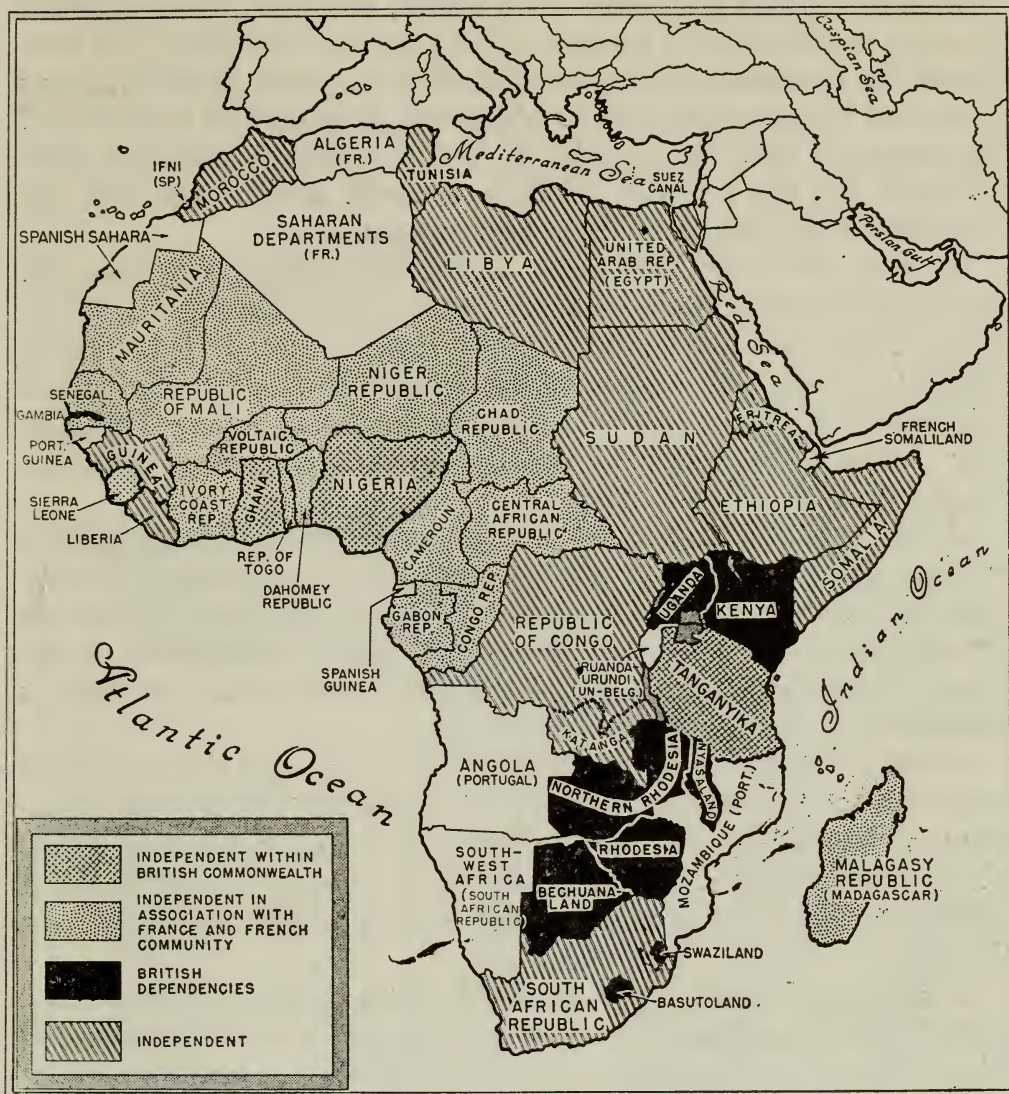 Caspian Sea
Mediterranean Sea
ALGERIA
(FR.)
TUNISIA
SUEZ
CANAL
IFNI
(SP)
MOROCCO
SPANISH SAHARA
SAHARAN
DEPARTMENTS
(FR.)
LIBYA
UNITED
ARAB REP.
(EGYPT)
Persian Gulf
Red Sea
MAURITANIA
SENEGAL
GAMBIA
PORT.
GUINEA
REPUBLIC
OF MALI
NIGER
REPUBLIC
CHAD
REPUBLIC
SUDAN
ERITREA
FRENCH
SOMALILAND
VOLTAIC
REPUBLIC
GUINEA
SIERRA
LEONE
LIBERIA
IVORY
COAST
REP.
GHANA
NIGERIA
REP. OF
TOGO
DAHOMEY
REPUBLIC
CAMEROUN
CENTRAL
AFRICAN
REPUBLIC
ETHIOPIA
SOMALIA
GABON
REP.
CONGO REP.
SPANISH
GUINEA
REPUBLIC
OF CONGO
UGANDA
KENYA
RUANDA-
URUNDI
(UN-BELG.)
TANGANYIKA
Indian Ocean
Atlantic Ocean
KATANGA
ANGOLA
(PORTUGAL)
NORTHERN RHODESIA
NYASALAND
MOZAMBIQUE (PORT.)
RHODESIA
SOUTH-
WEST
AFRICA
(SOUTH
AFRICAN
REPUBLIC)
BECHUANA
LAND
MALAGASY
REPUBLIC
(MADAGASCAR)
SWAZILAND
BASUTOLAND
SOUTH
AFRICAN
REPUBLIC
INDEPENDENT WITHIN
BRITISH COMMONWEALTH
INDEPENDENT IN
ASSOCIATION WITH
FRANCE AND FRENCH
COMMUNITY
BRITISH
DEPENDENCIES
INDEPENDENT